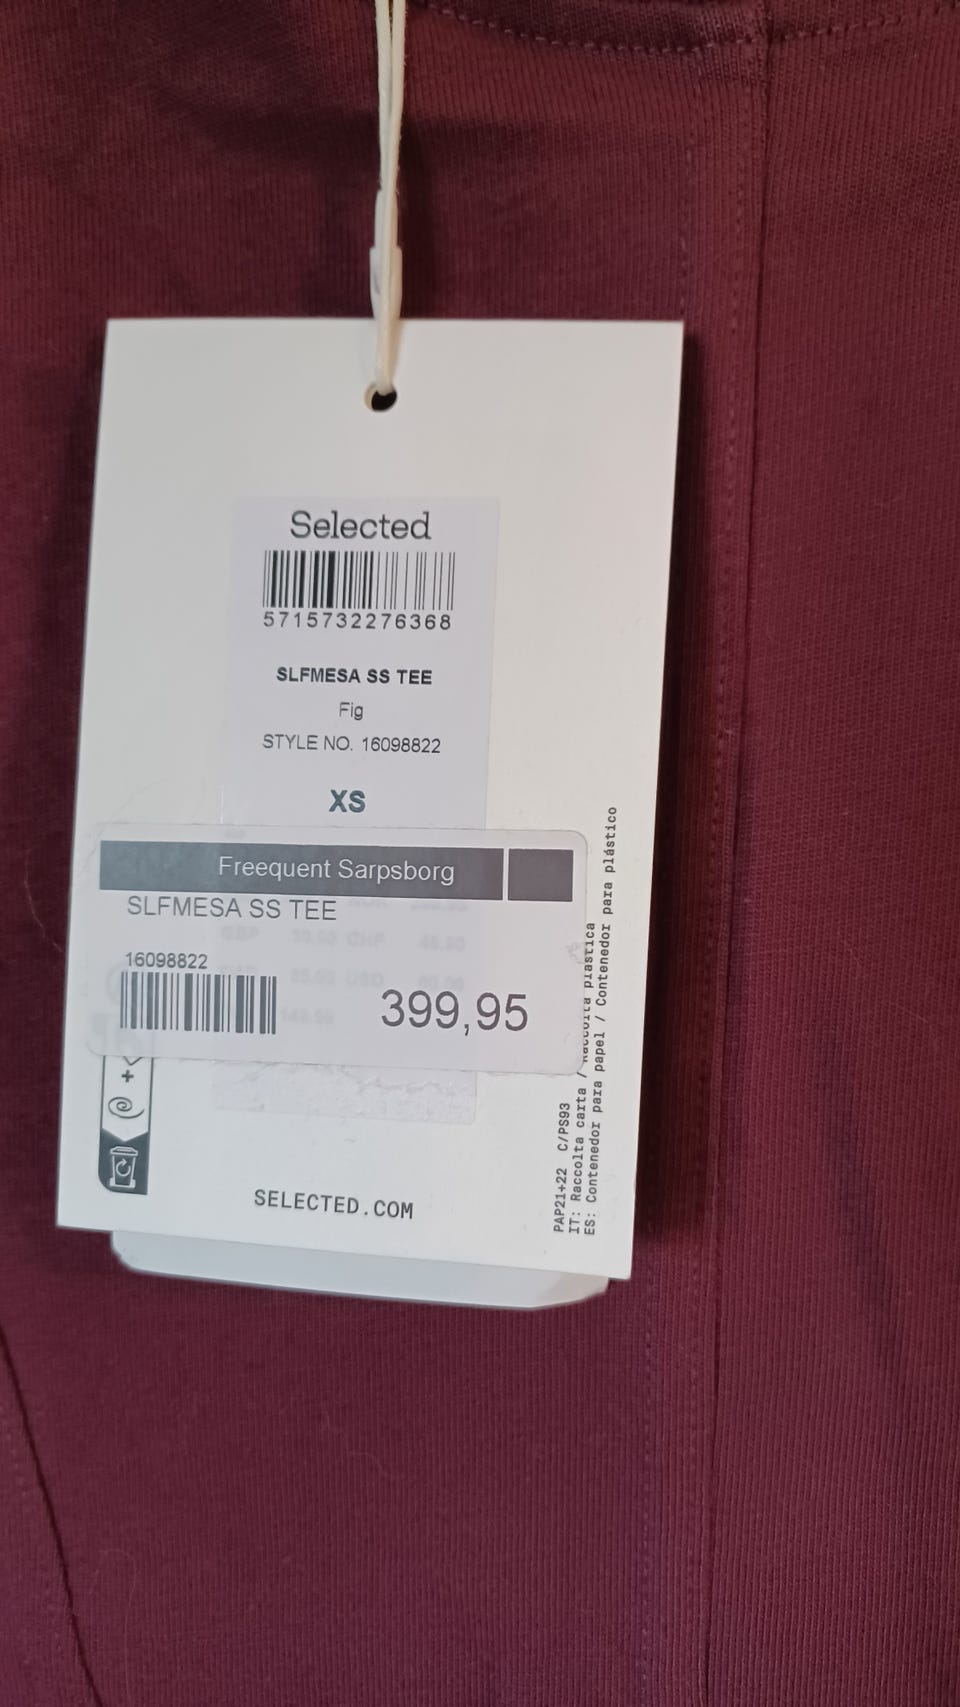 Selected
5715732276368
SLFMESA SS TEE
Fig
STYLE NO. 16098822
XS
Freequent Sarpsborg
SLFMESA SS TEE
16098822
399,95
SELECTED.COM
PAP21+22 C/PS93
IT: Raccolta carta / Raccolta plastica
ES: Contenedor para papel / Contenedor para plástico